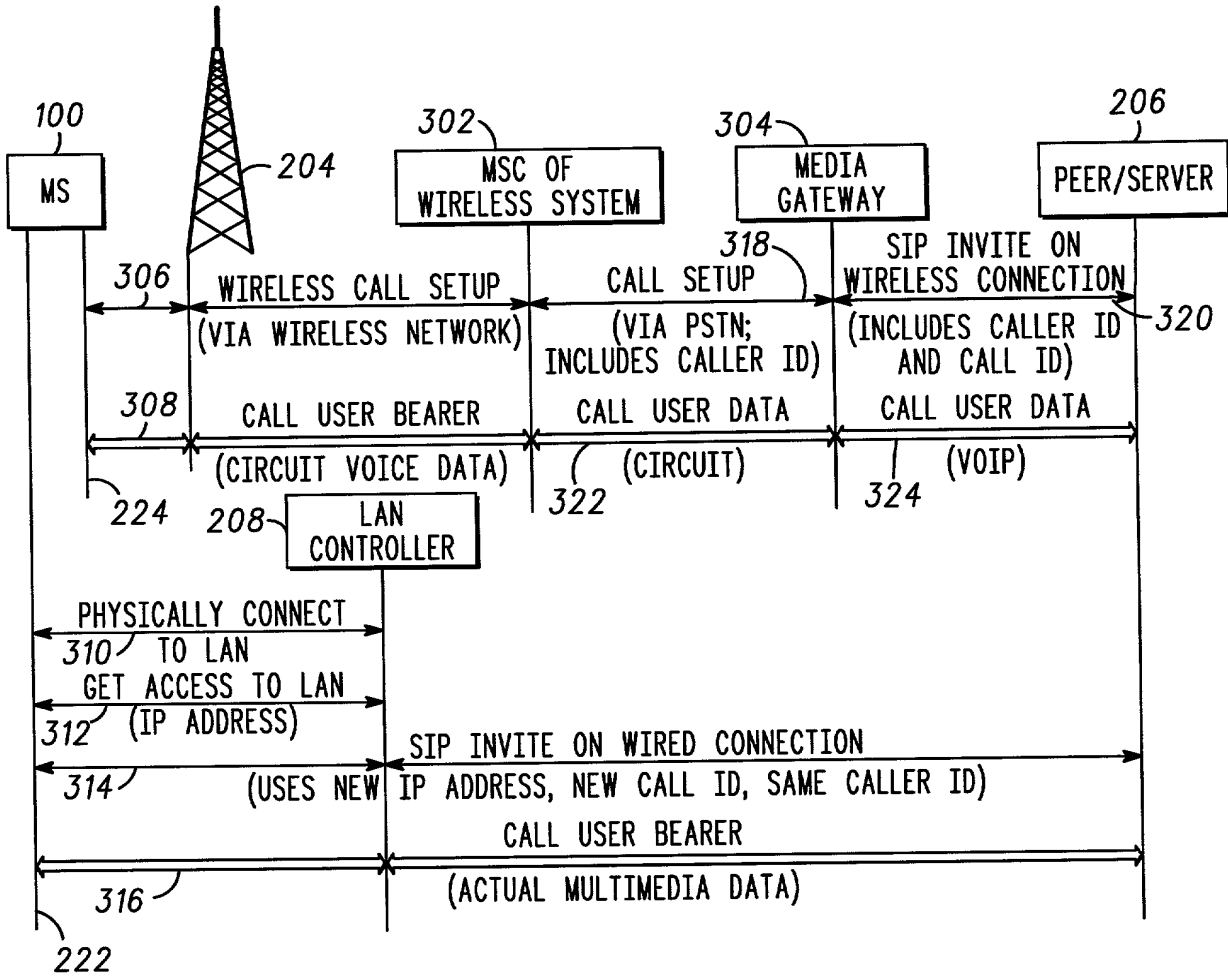 100
204
302
304
206
MS
MSC OF
WIRELESS SYSTEM
MEDIA
GATEWAY
PEER/SERVER
306
WIRELESS CALL SETUP
(VIA WIRELESS NETWORK)
318
CALL SETUP
(VIA PSTN;
INCLUDES CALLER ID)
SIP INVITE ON
WIRELESS CONNECTION
320
(INCLUDES CALLER ID
AND CALL ID)
308
CALL USER BEARER
(CIRCUIT VOICE DATA)
CALL USER DATA
322
(CIRCUIT)
CALL USER DATA
324
(VOIP)
224
208
LAN
CONTROLLER
PHYSICALLY CONNECT
310
TO LAN
GET ACCESS TO LAN
312
(IP ADDRESS)
314
SIP INVITE ON WIRED CONNECTION
(USES NEW IP ADDRESS, NEW CALL ID, SAME CALLER ID)
CALL USER BEARER
316
(ACTUAL MULTIMEDIA DATA)
222